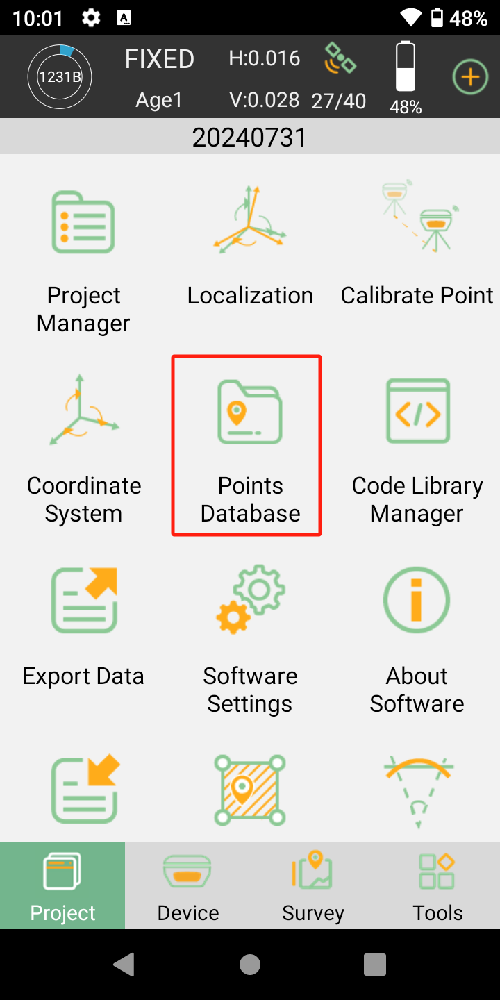 10:01 A 48%
1231B FIXED H:0.016
Age1 V:0.028 27/40 48%
20240731
Project Manager
Localization
Calibrate Point
Coordinate System
Points Database
Code Library Manager
Export Data
Software Settings
About Software
Project
Device
Survey
Tools